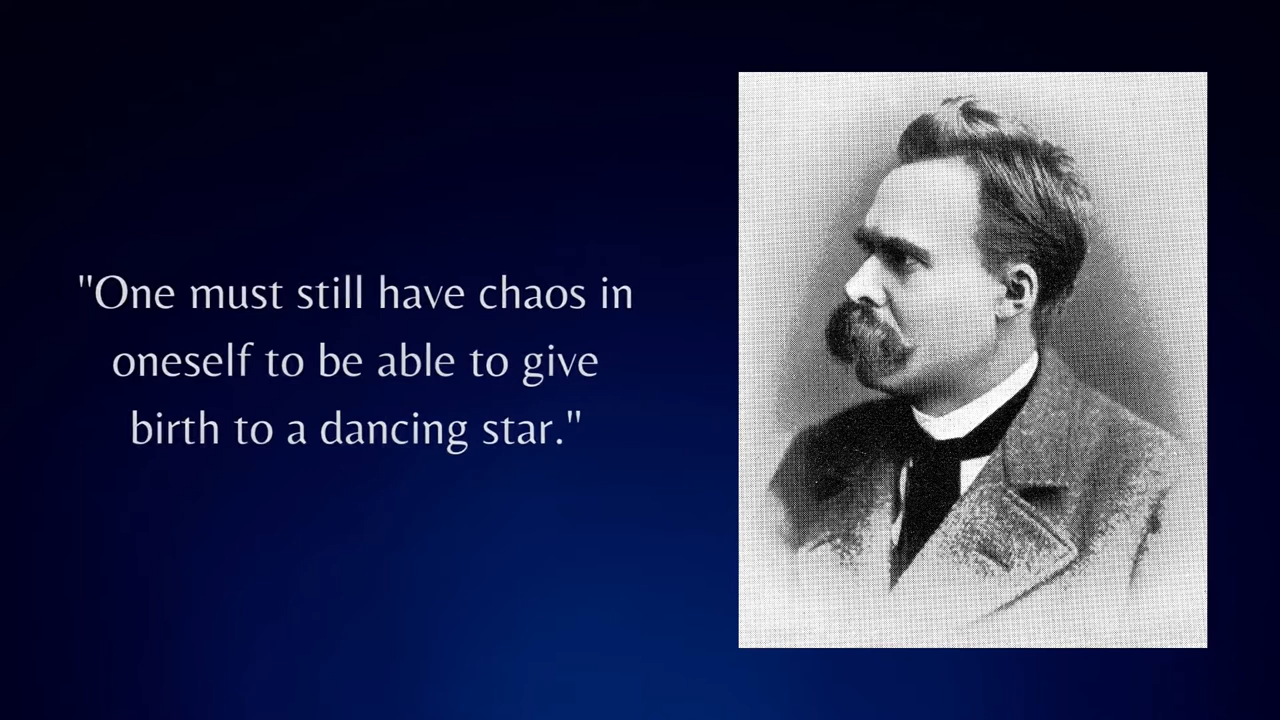 "One must still have chaos in
oneself to be able to give
birth to a dancing star."